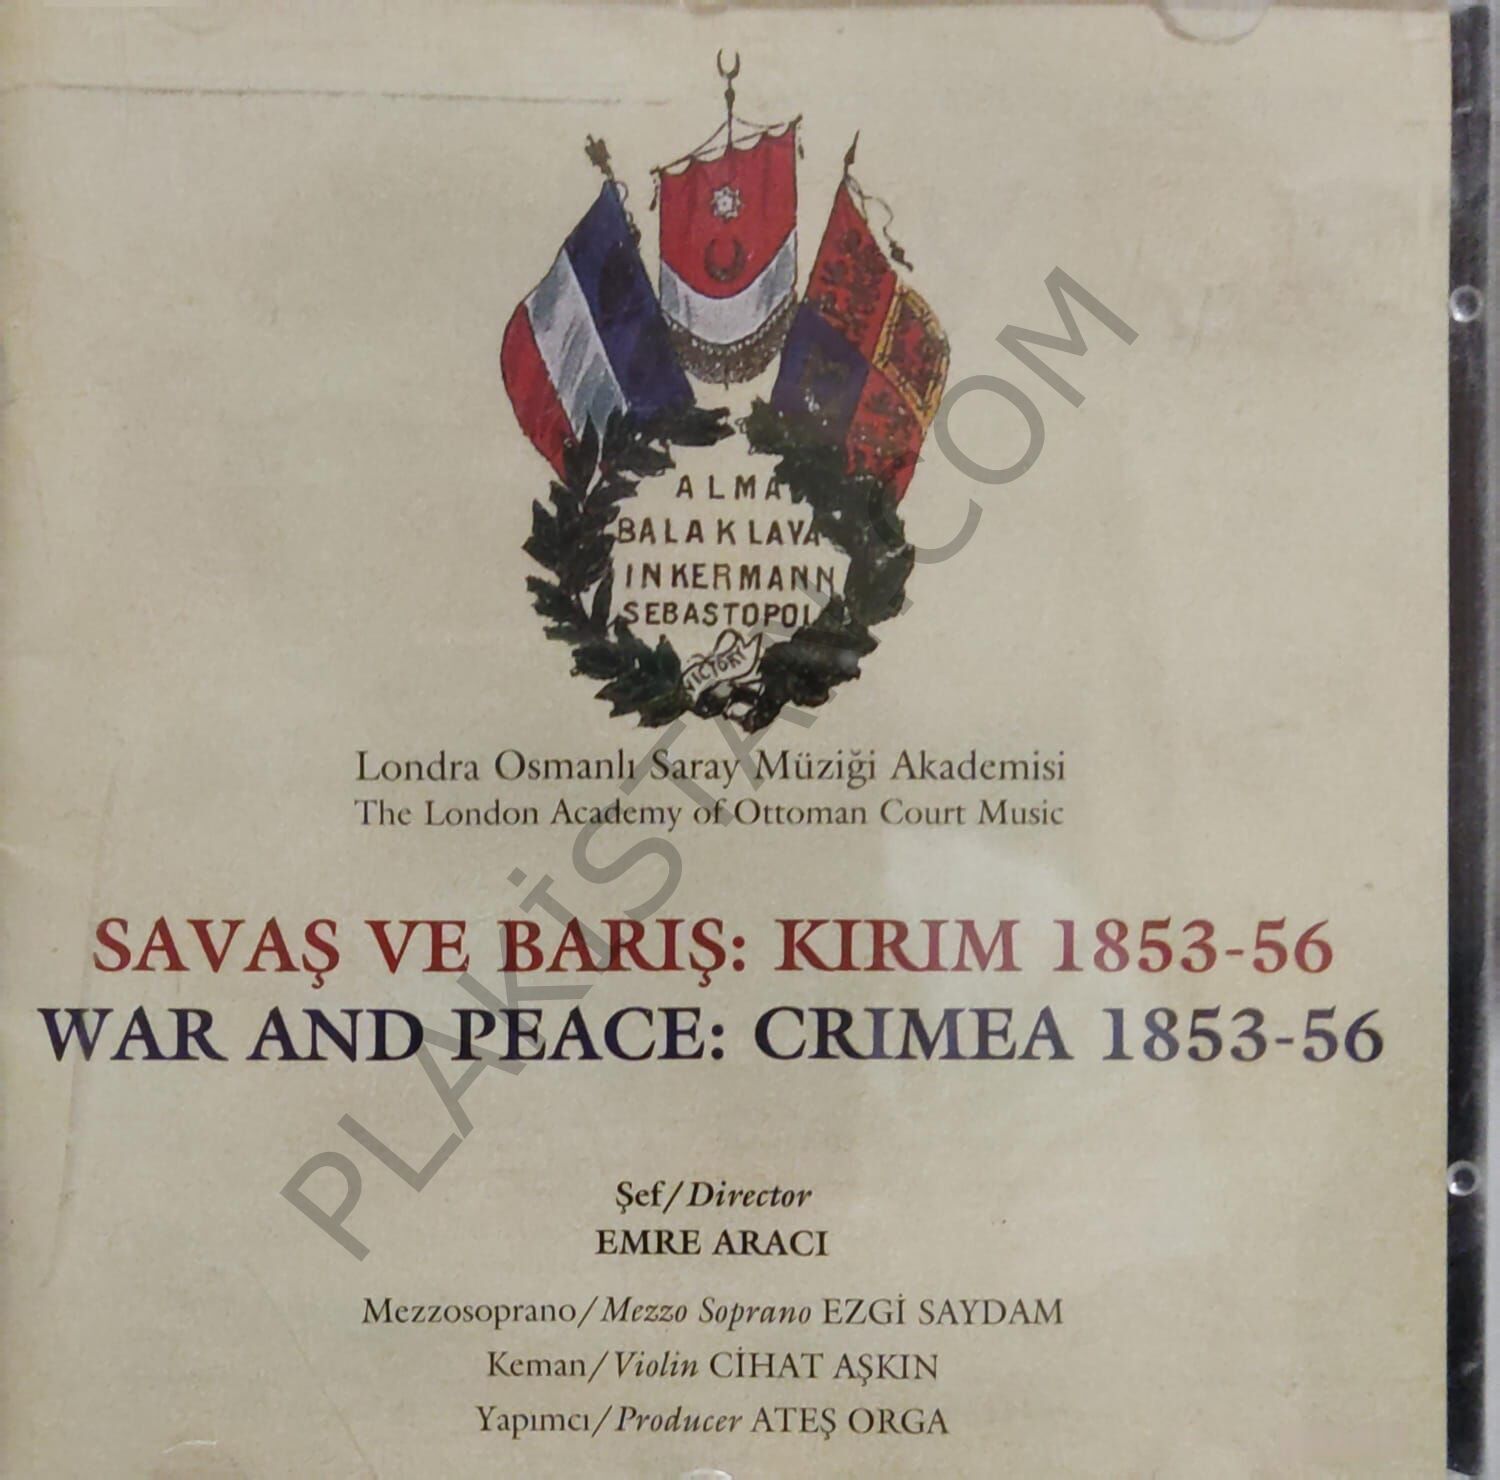 ALMA
BALAKLAVA
INKERMANN
SEBASTOPOL
VICTORY
Londra Osmanlı Saray Müziği Akademisi
The London Academy of Ottoman Court Music
SAVAŞ VE BARIŞ: KIRIM 1853-56
WAR AND PEACE: CRIMEA 1853-56
Şef/Director
EMRE ARACI
Mezzosoprano/Mezzo Soprano EZGİ SAYDAM
Keman/Violin CİHAT AŞKIN
Yapımcı/Producer ATEŞ ORGA
PLAKİSTAN.COM